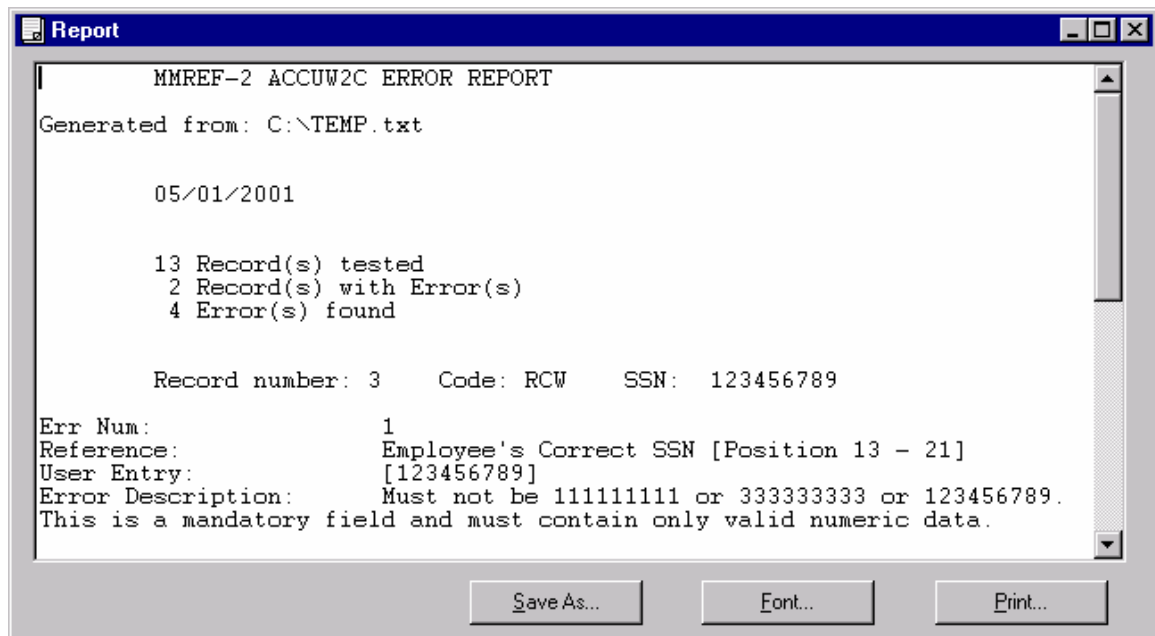 Report
MMREF-2 ACCUW2C ERROR REPORT
Generated from: C:\TEMP.txt
05/01/2001
13 Record(s) tested
2 Record(s) with Error(s)
4 Error(s) found
Record number: 3 Code: RCW SSN: 123456789
Err Num: 1
Reference: Employee's Correct SSN [Position 13 - 21]
User Entry: [123456789]
Error Description: Must not be 111111111 or 333333333 or 123456789.
This is a mandatory field and must contain only valid numeric data.
Save As... Font... Print...